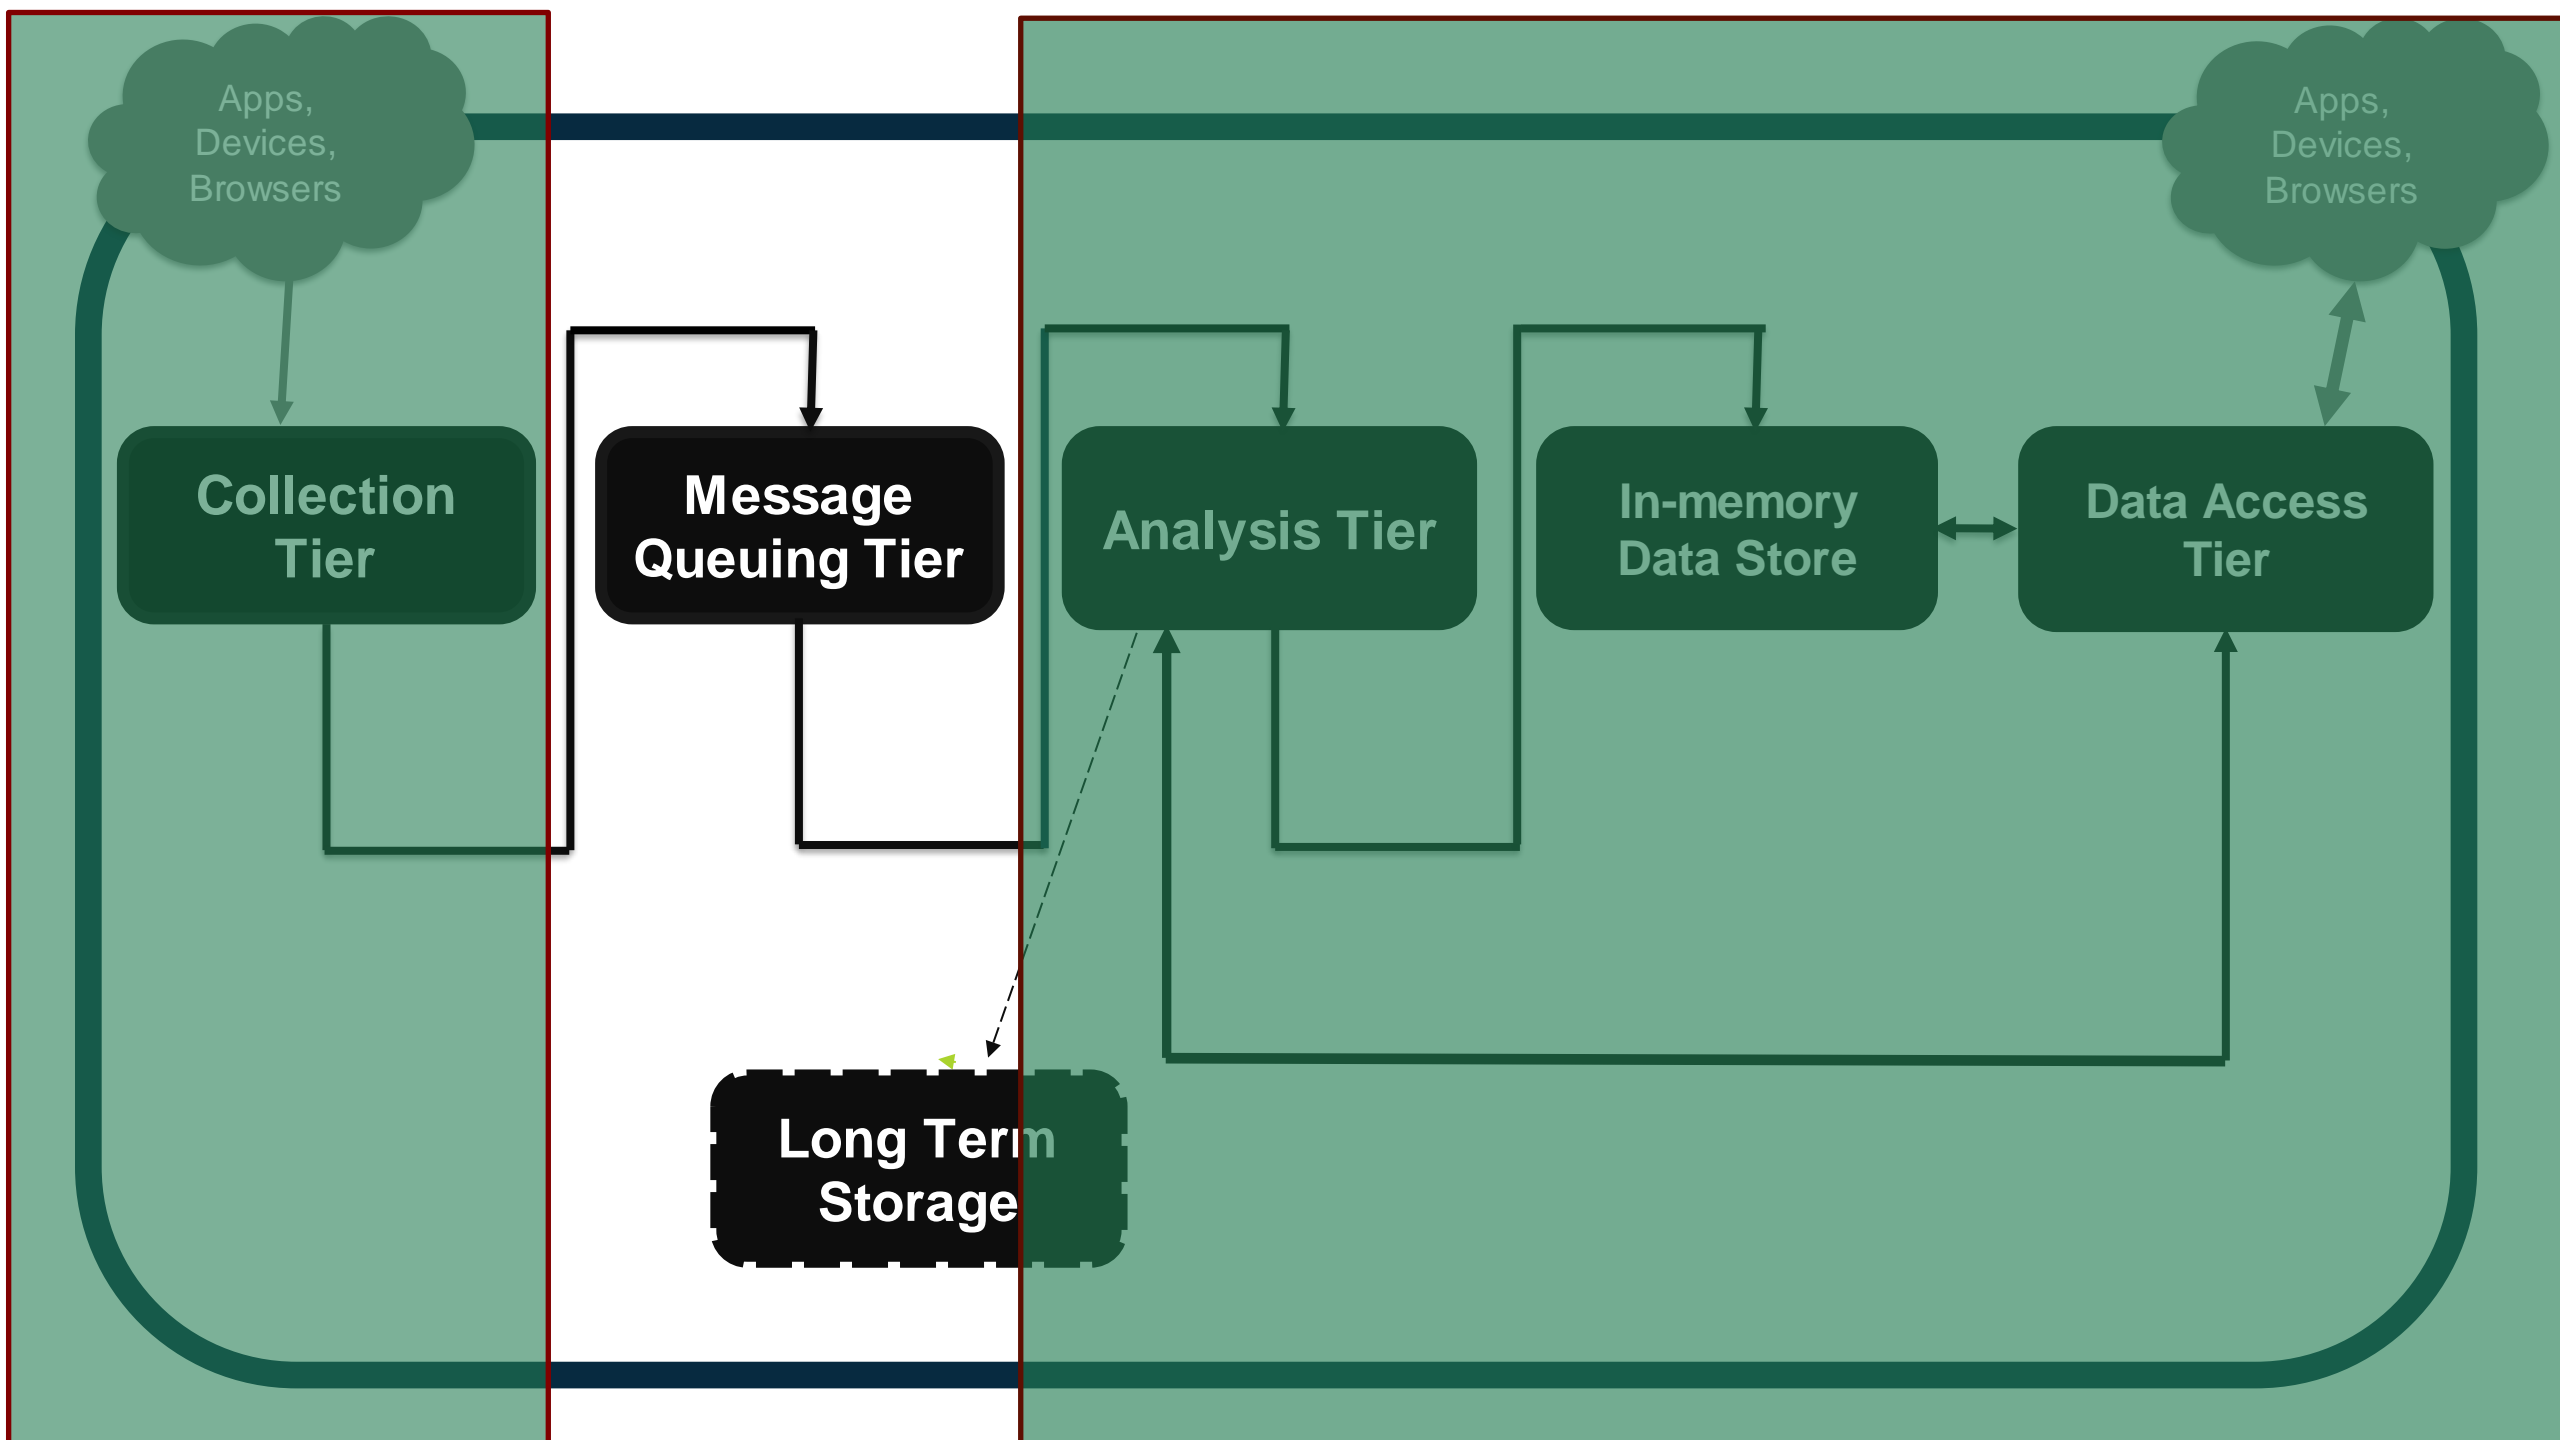 Apps,
Devices,
Browsers
Apps,
Devices,
Browsers
Collection
Tier
Message
Queuing Tier
Analysis Tier
In-memory
Data Store
Data Access
Tier
Long Term
Storage